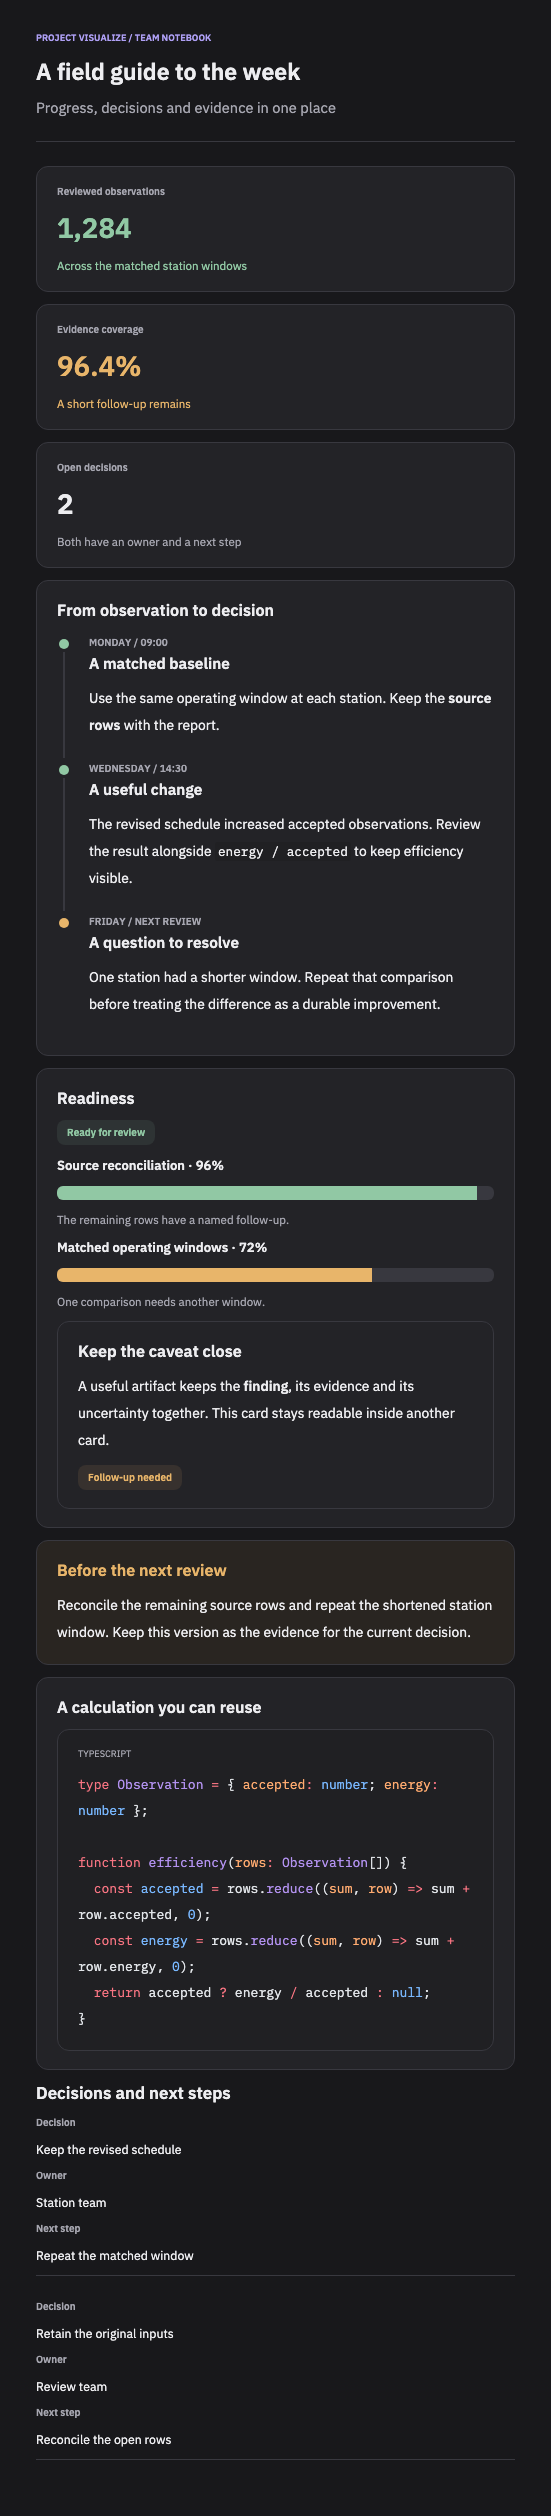 PROJECT VISUALIZE / TEAM NOTEBOOK
A field guide to the week
Progress, decisions and evidence in one place
Reviewed observations
1,284
Across the matched station windows
Evidence coverage
96.4%
A short follow-up remains
Open decisions
2
Both have an owner and a next step
From observation to decision
MONDAY / 09:00
A matched baseline
Use the same operating window at each station. Keep the source
rows with the report.
WEDNESDAY / 14:30
A useful change
The revised schedule increased accepted observations. Review
the result alongside energy / accepted to keep efficiency
visible.
FRIDAY / NEXT REVIEW
A question to resolve
One station had a shorter window. Repeat that comparison
before treating the difference as a durable improvement.
Readiness
Ready for review
Source reconciliation · 96%
The remaining rows have a named follow-up.
Matched operating windows · 72%
One comparison needs another window.
Keep the caveat close
A useful artifact keeps the finding, its evidence and its
uncertainty together. This card stays readable inside another
card.
Follow-up needed
Before the next review
Reconcile the remaining source rows and repeat the shortened station
window. Keep this version as the evidence for the current decision.
A calculation you can reuse
TYPESCRIPT
type Observation = { accepted: number; energy:
number };
function efficiency(rows: Observation[]) {
  const accepted = rows.reduce((sum, row) => sum +
row.accepted, 0);
  const energy = rows.reduce((sum, row) => sum +
row.energy, 0);
  return accepted ? energy / accepted : null;
}
Decisions and next steps
Decision
Keep the revised schedule
Owner
Station team
Next step
Repeat the matched window
Decision
Retain the original inputs
Owner
Review team
Next step
Reconcile the open rows